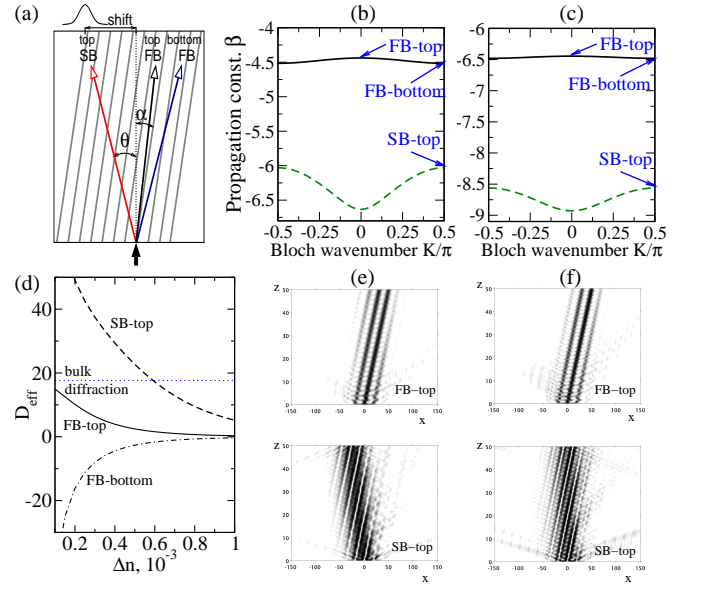 (a)
shift
top
SB
top
FB
bottom
FB
α
θ
(b)
Propagation const. β
-4
-4.5
-5
-5.5
-6
-6.5
FB-top
FB-bottom
SB-top
-0.5 -0.25 0 0.25 0.5
Bloch wavenumber K/π
(c)
-6
-6.5
-7
-7.5
-8
-8.5
-9
FB-top
FB-bottom
SB-top
-0.5 -0.25 0 0.25 0.5
Bloch wavenumber K/π
(d)
D_eff
40
20
0
-20
SB-top
bulk
diffraction
FB-top
FB-bottom
0.2 0.4 0.6 0.8 1
Δn, 10^-3
(e)
z
50
40
30
20
10
0
FB-top
-150 -100 -50 0 50 100 150
x
z
50
40
30
20
10
0
SB-top
-150 -100 -50 0 50 100 150
x
(f)
z
50
40
30
20
10
0
FB-top
-150 -100 -50 0 50 100 150
x
z
50
40
30
20
10
0
SB-top
-150 -100 -50 0 50 100 150
x